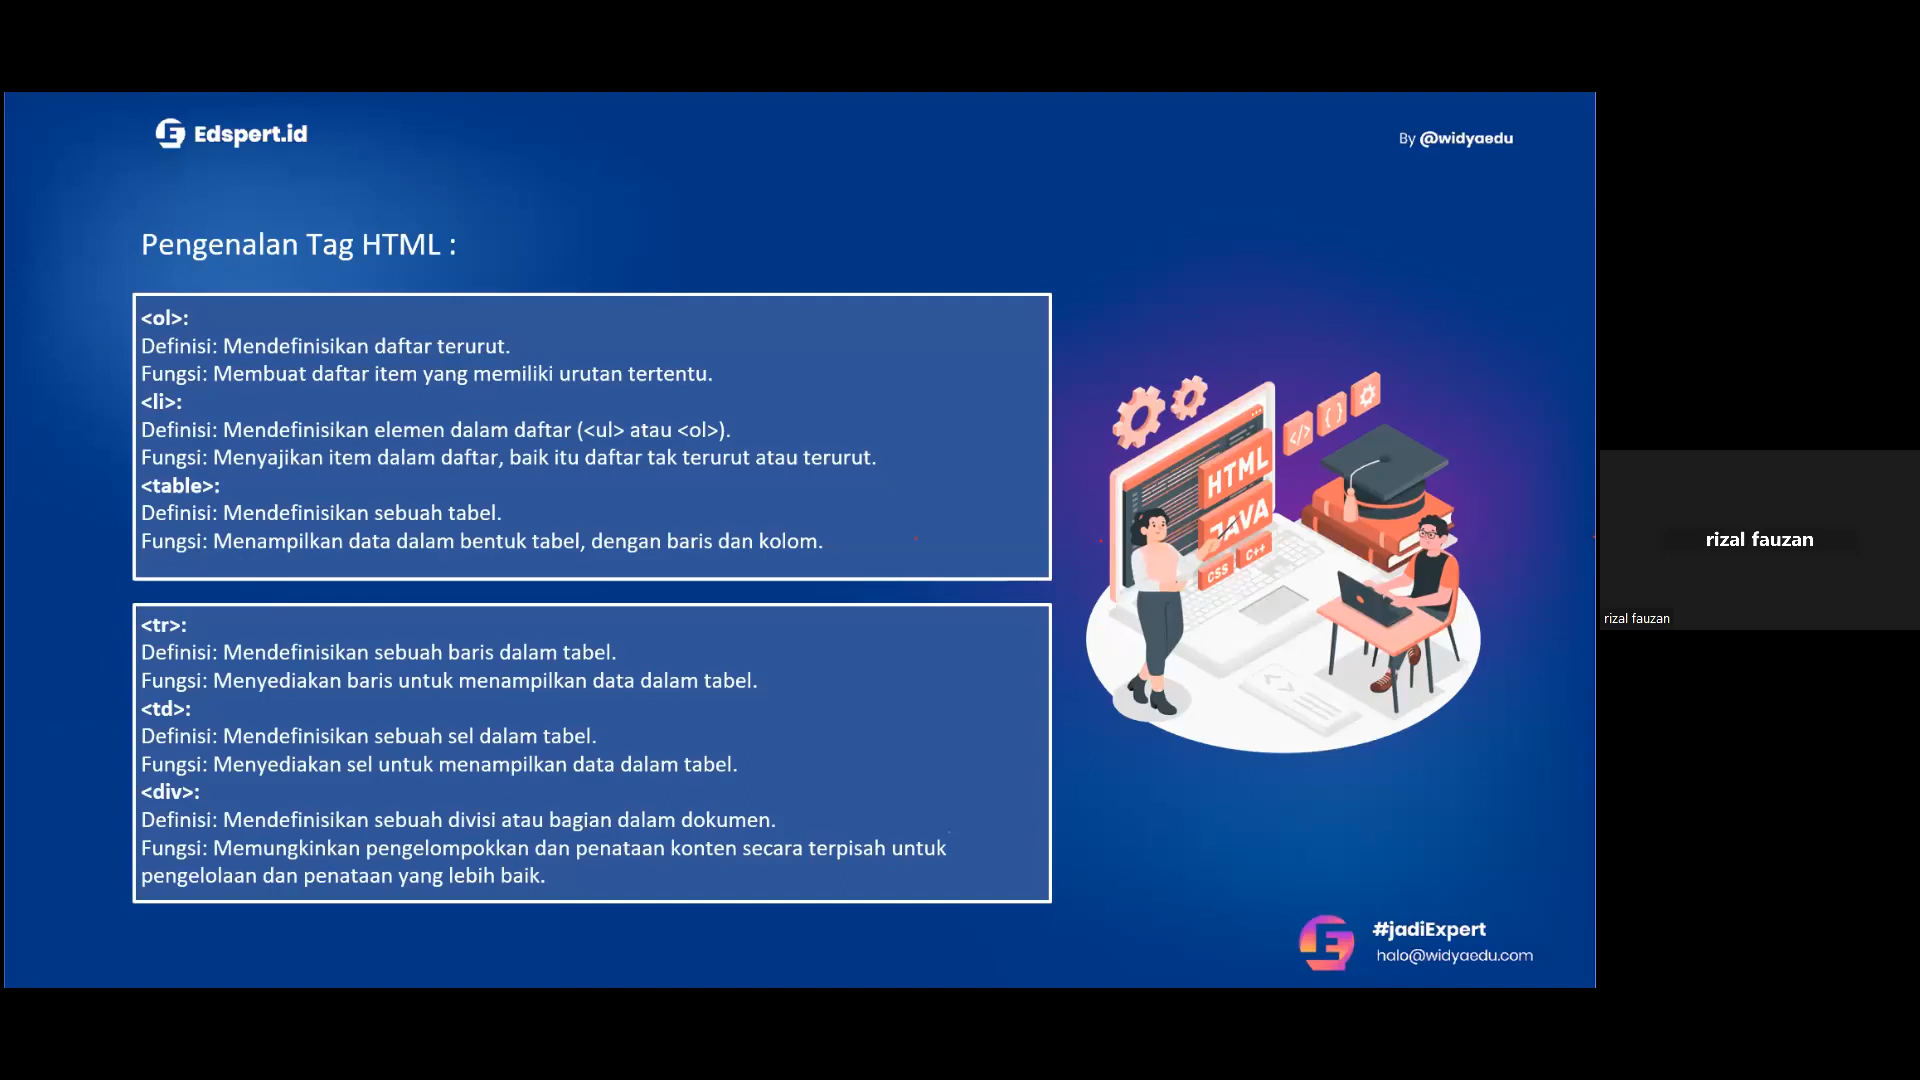 Edspert.id
By @widyaedu
Pengenalan Tag HTML :
<ol>:
Definisi: Mendefinisikan daftar terurut.
Fungsi: Membuat daftar item yang memiliki urutan tertentu.
<li>:
Definisi: Mendefinisikan elemen dalam daftar (<ul> atau <ol>).
Fungsi: Menyajikan item dalam daftar, baik itu daftar tak terurut atau terurut.
<table>:
Definisi: Mendefinisikan sebuah tabel.
Fungsi: Menampilkan data dalam bentuk tabel, dengan baris dan kolom.
<tr>:
Definisi: Mendefinisikan sebuah baris dalam tabel.
Fungsi: Menyediakan baris untuk menampilkan data dalam tabel.
<td>:
Definisi: Mendefinisikan sebuah sel dalam tabel.
Fungsi: Menyediakan sel untuk menampilkan data dalam tabel.
<div>:
Definisi: Mendefinisikan sebuah divisi atau bagian dalam dokumen.
Fungsi: Memungkinkan pengelompokkan dan penataan konten secara terpisah untuk
pengelolaan dan penataan yang lebih baik.
</>
{ }
HTML
JAVA
CSS
C++
< >
#jadiExpert
halo@widyaedu.com
rizal fauzan
rizal fauzan